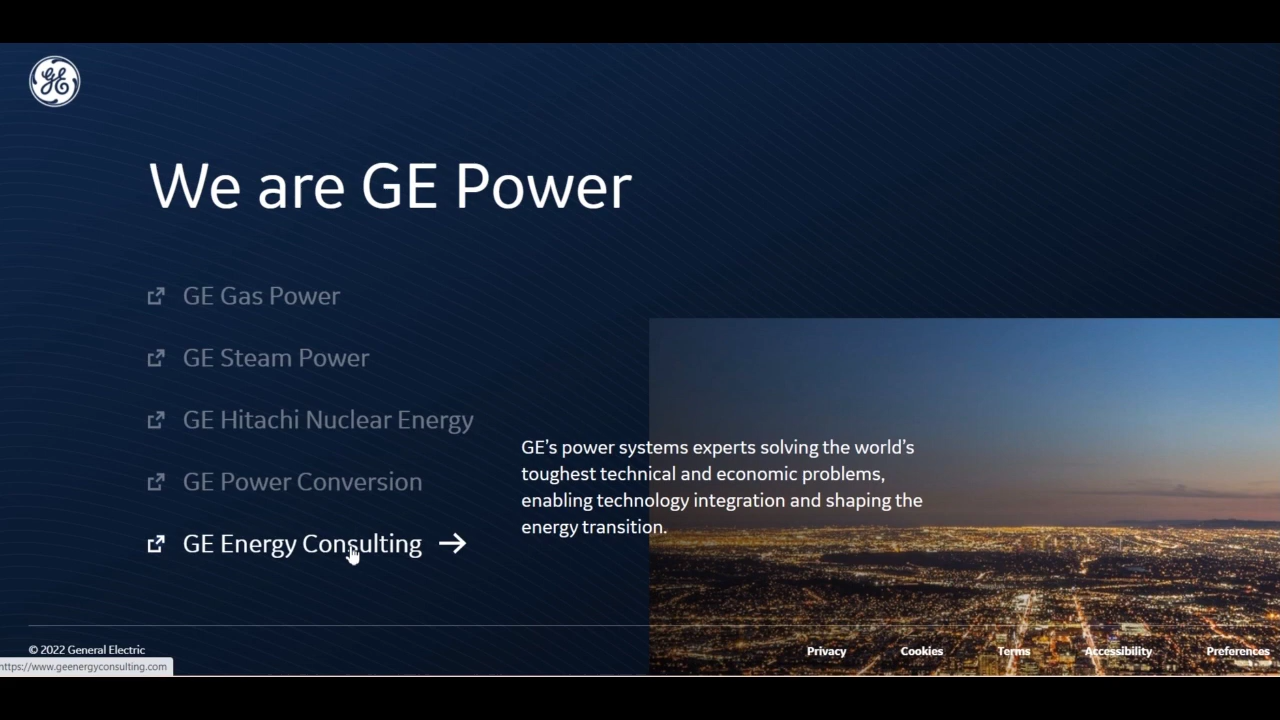 GE
We are GE Power
GE Gas Power
GE Steam Power
GE Hitachi Nuclear Energy
GE Power Conversion
GE Energy Consulting
GE’s power systems experts solving the world’s
toughest technical and economic problems,
enabling technology integration and shaping the
energy transition.
© 2022 General Electric
Privacy Cookies Terms Accessibility Preferences
https://www.geenergyconsulting.com